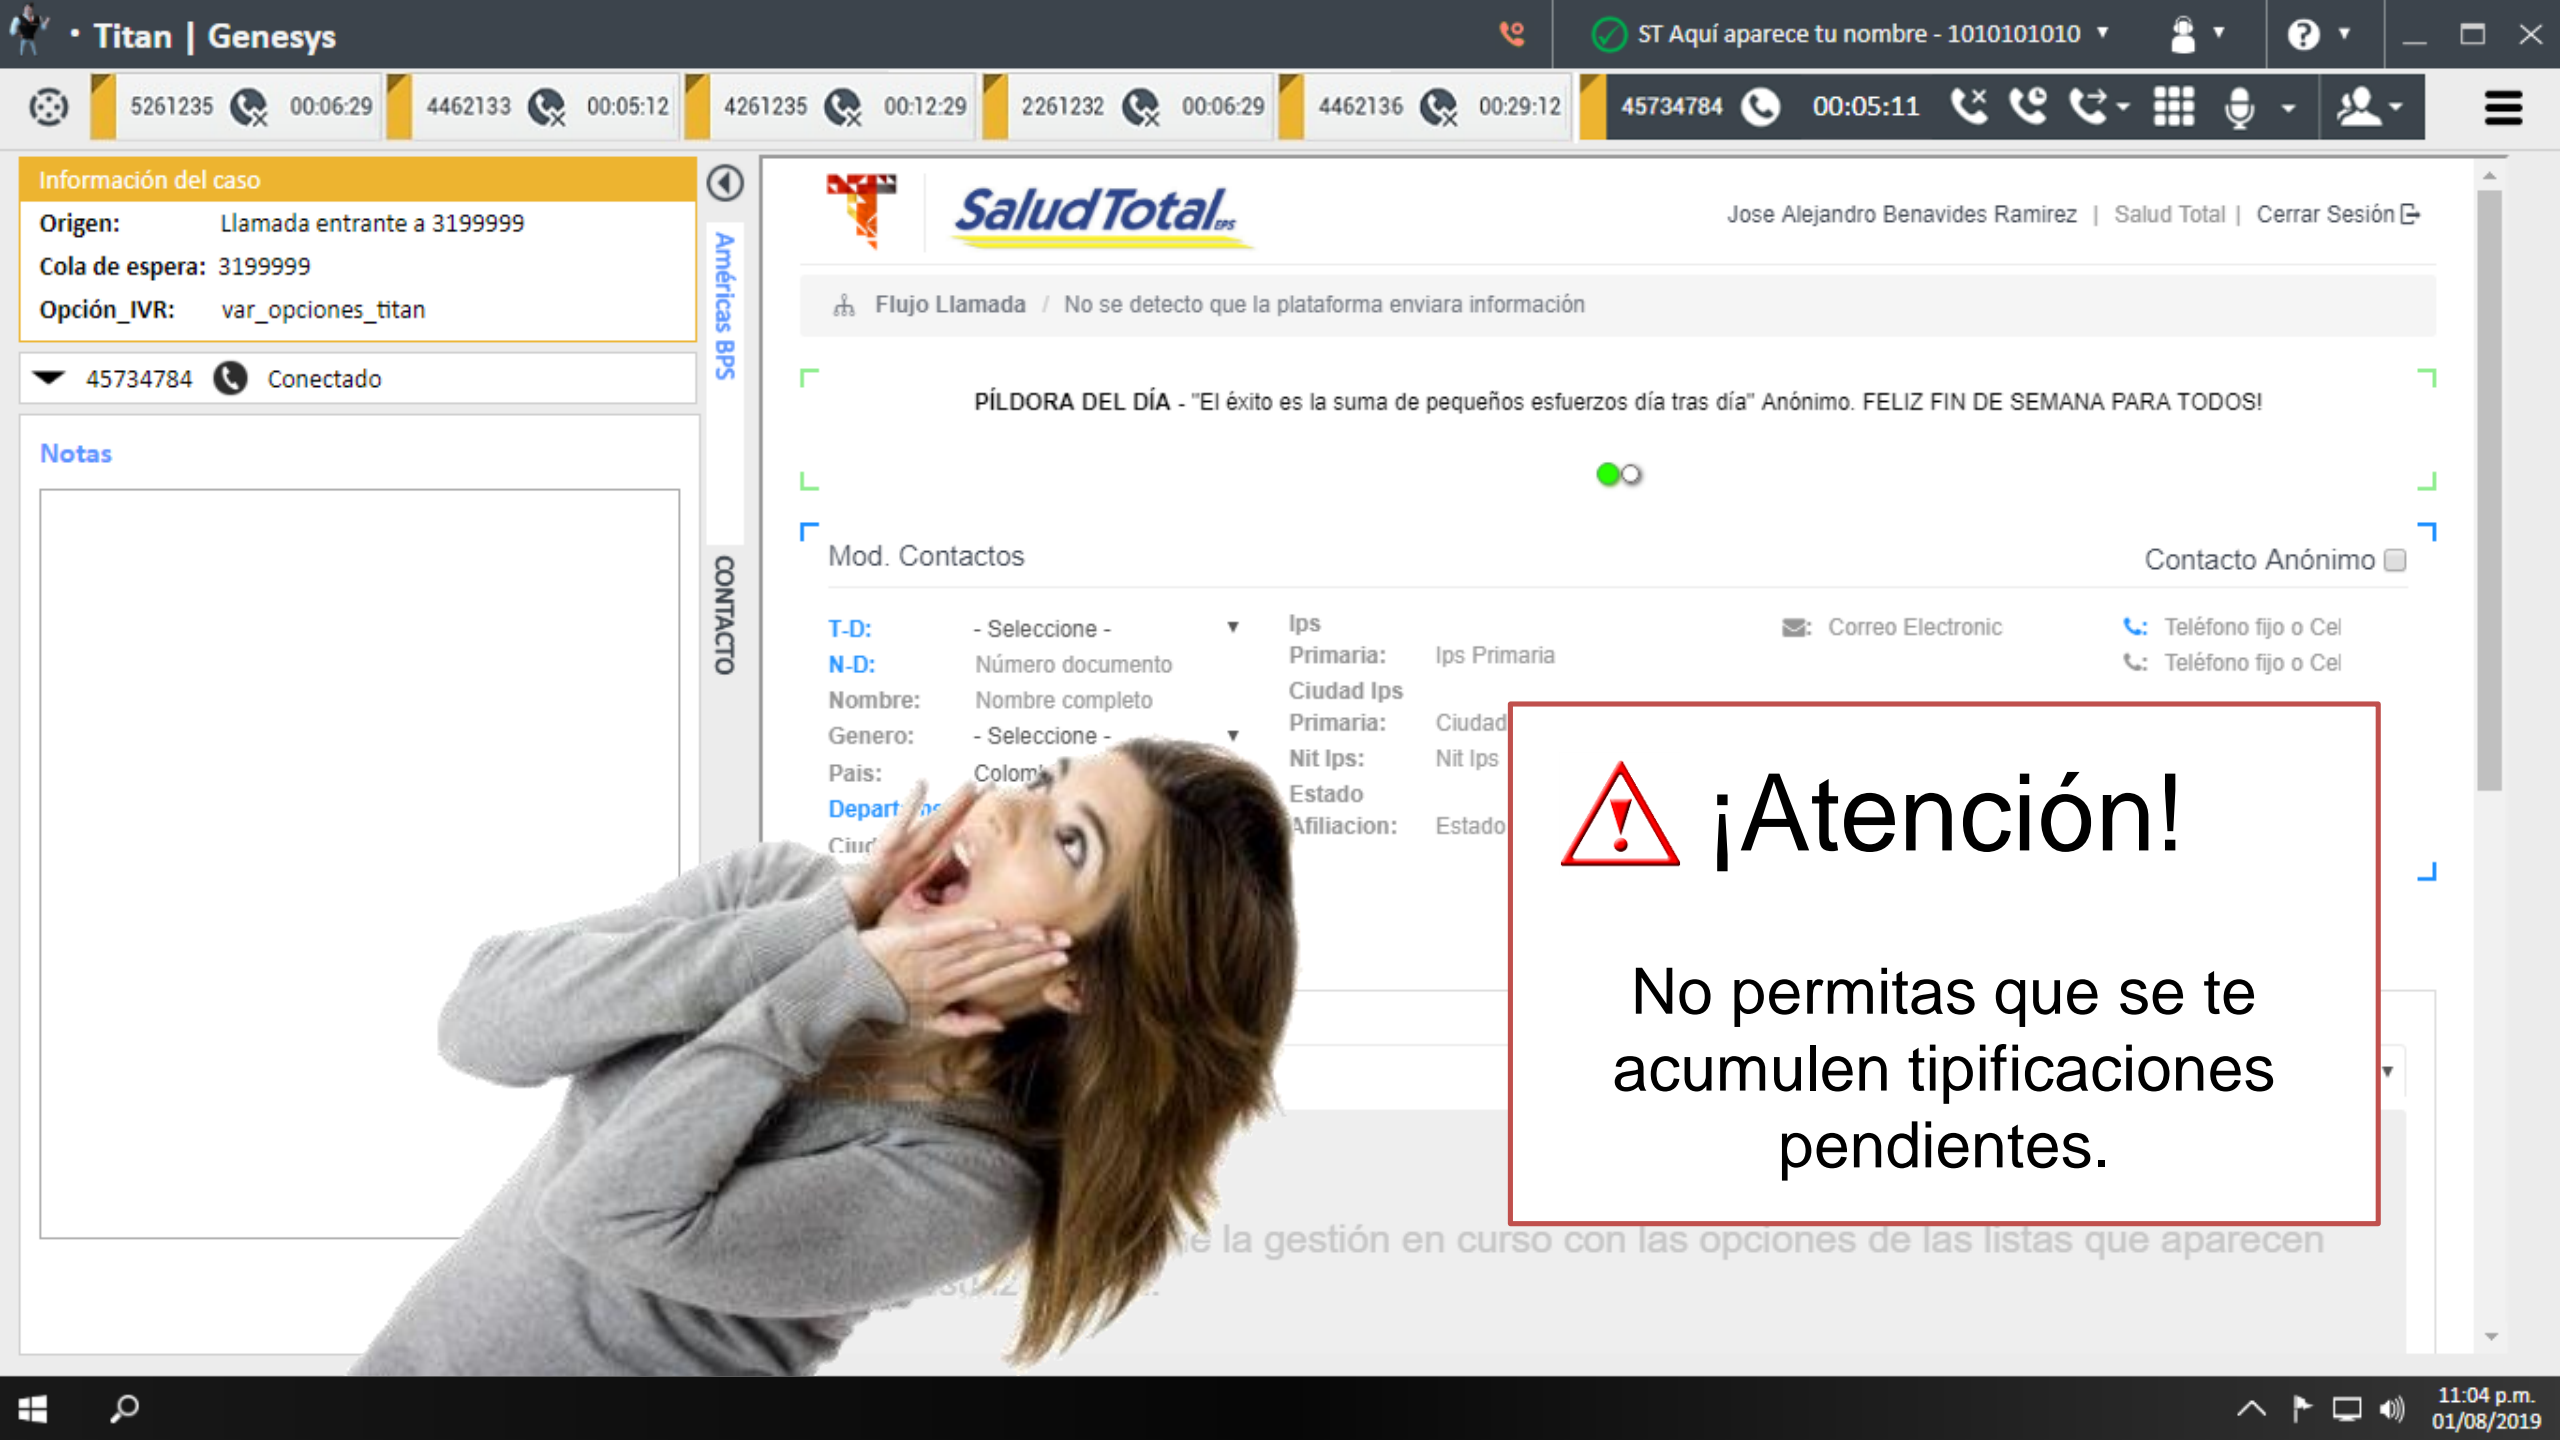 · Titan | Genesys
ST Aquí aparece tu nombre - 1010101010
5261235 00:06:29
4462133 00:05:12
4261235 00:12:29
2261232 00:06:29
4462136 00:29:12
45734784 00:05:11
Información del caso
Origen: Llamada entrante a 3199999
Cola de espera: 3199999
Opción_IVR: var_opciones_titan
45734784 Conectado
Notas
Américas BPS
CONTACTO
SaludTotal EPS
Jose Alejandro Benavides Ramirez | Salud Total | Cerrar Sesión
Flujo Llamada / No se detecto que la plataforma enviara información
PÍLDORA DEL DÍA - "El éxito es la suma de pequeños esfuerzos día tras día" Anónimo. FELIZ FIN DE SEMANA PARA TODOS!
Mod. Contactos
Contacto Anónimo
T-D: - Seleccione -
N-D: Número documento
Nombre: Nombre completo
Genero: - Seleccione -
Pais:
Ips
Primaria: Ips Primaria
Ciudad Ips
Primaria: Ciudad
Nit Ips: Nit Ips
Estado
Afiliacion: Estado
: Correo Electronic
: Teléfono fijo o Cel
: Teléfono fijo o Cel
¡Atención!
No permitas que se te
acumulen tipificaciones
pendientes.
la gestión en curso con las opciones de las listas que aparecen
11:04 p.m.
01/08/2019